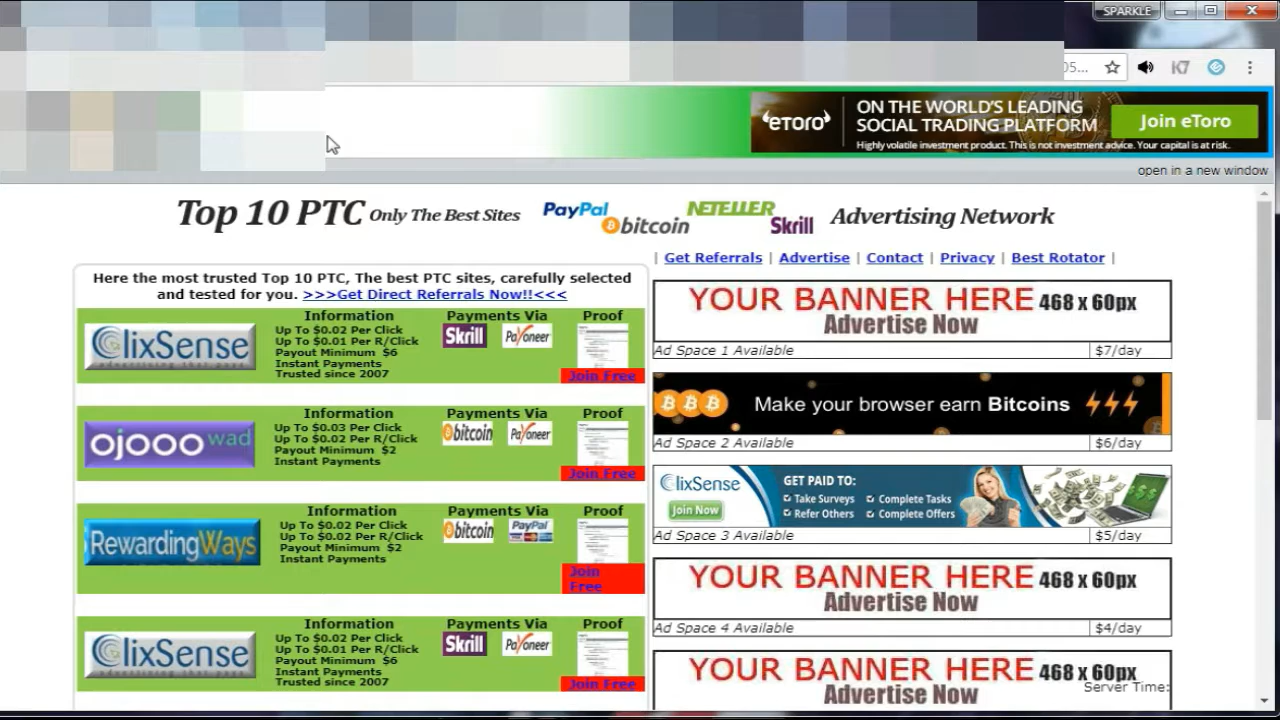 SPARKLE
05...
K7
eToro
ON THE WORLD'S LEADING
SOCIAL TRADING PLATFORM
Highly volatile investment product. This is not investment advice. Your capital is at risk.
Join eToro
open in a new window
Top 10 PTC Only The Best Sites
PayPal
bitcoin
NETELLER
Skrill
Advertising Network
| Get Referrals | Advertise | Contact | Privacy | Best Rotator |
Here the most trusted Top 10 PTC, The best PTC sites, carefully selected
and tested for you. >>>Get Direct Referrals Now!!<<<
ClixSense
Information
Up To $0.02 Per Click
Up To $0.01 Per R/Click
Payout Minimum $6
Instant Payments
Trusted since 2007
Payments Via
Skrill
Payoneer
Proof
Join Free
ojooo wad
Information
Up To $0.03 Per Click
Up To $0.02 Per R/Click
Payout Minimum $2
Instant Payments
Payments Via
bitcoin
Payoneer
Proof
Join Free
RewardingWays
Information
Up To $0.02 Per Click
Up To $0.02 Per R/Click
Payout Minimum $2
Instant Payments
Payments Via
bitcoin
PayPal
Proof
Join
Free
ClixSense
Information
Up To $0.02 Per Click
Up To $0.01 Per R/Click
Payout Minimum $6
Instant Payments
Trusted since 2007
Payments Via
Skrill
Payoneer
Proof
Join Free
YOUR BANNER HERE 468 x 60px
Advertise Now
Ad Space 1 Available
$7/day
Make your browser earn Bitcoins
Ad Space 2 Available
$6/day
ClixSense
Join Now
GET PAID TO:
Take Surveys
Complete Tasks
Refer Others
Complete Offers
Ad Space 3 Available
$5/day
YOUR BANNER HERE 468 x 60px
Advertise Now
Ad Space 4 Available
$4/day
YOUR BANNER HERE 468 x 60px
Advertise Now
Server Time: